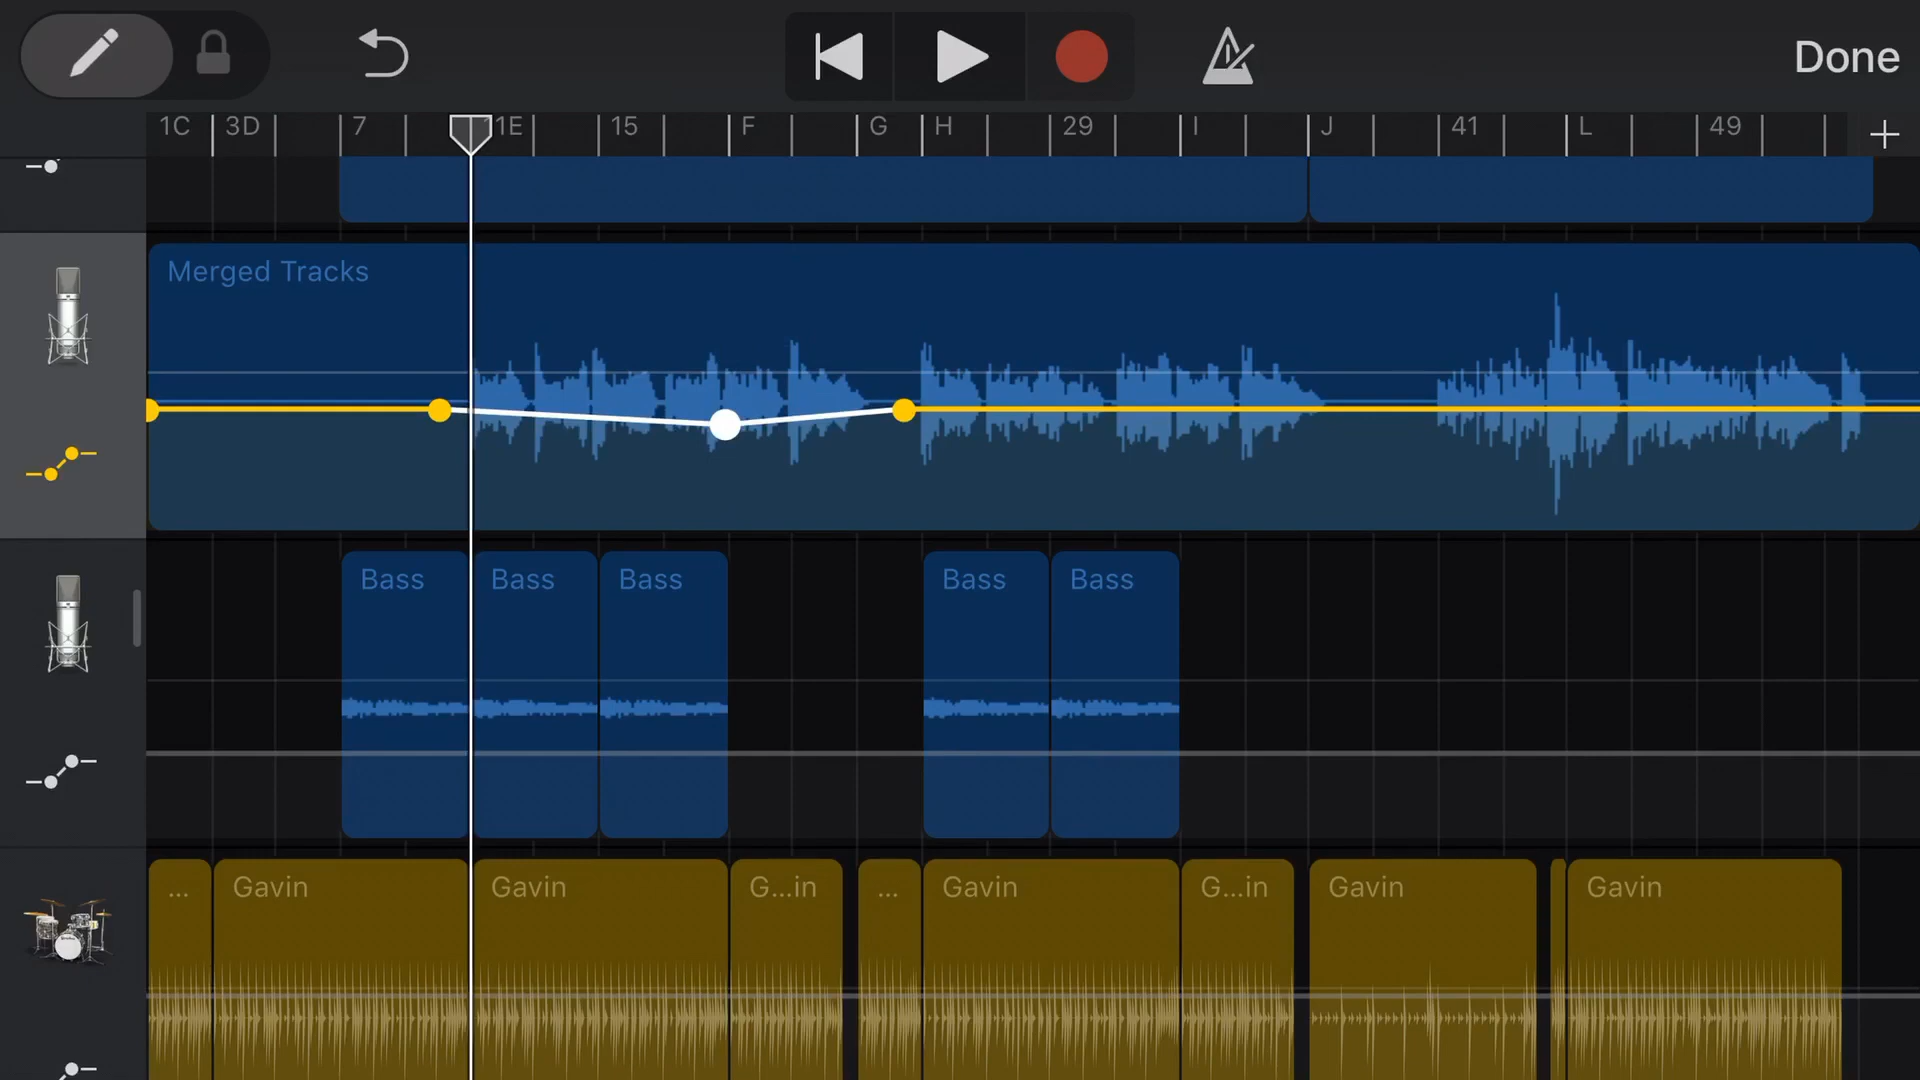 Done
1C 3D 7 1E 15 F G H 29 I J 41 L 49
Merged Tracks
Bass Bass Bass Bass Bass
... Gavin Gavin G...in ... Gavin G...in Gavin Gavin